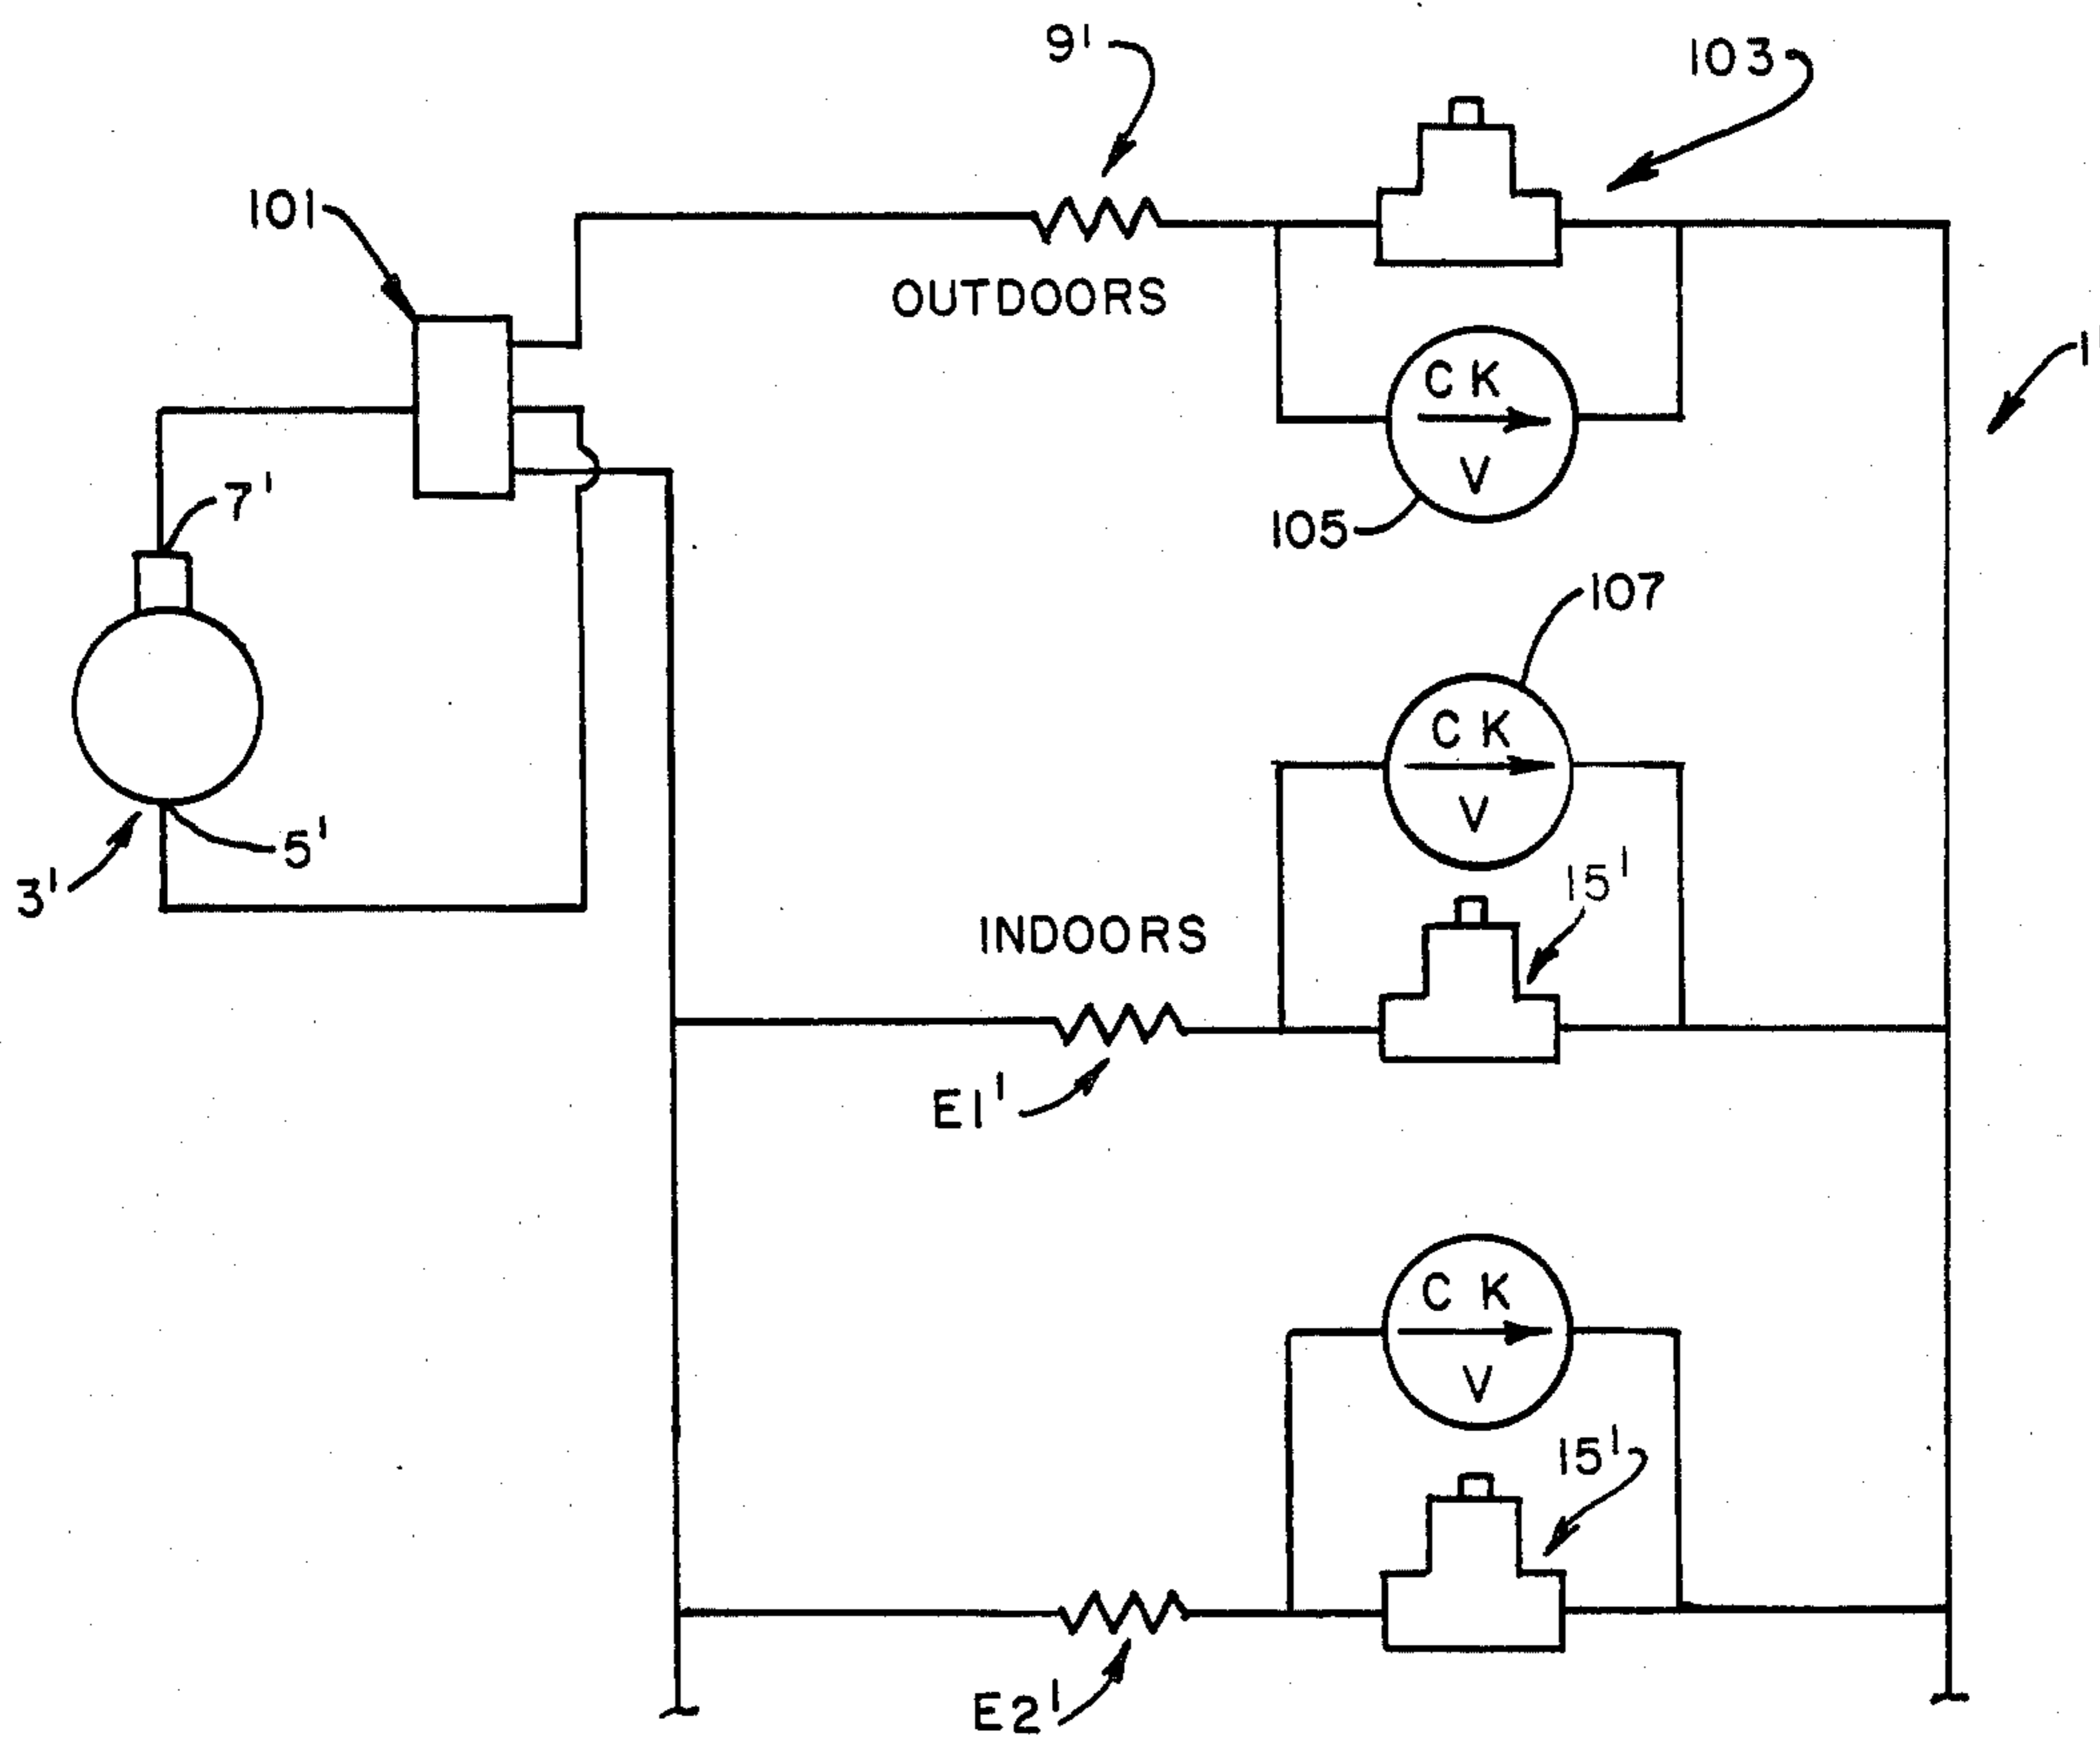 9'
103
101
OUTDOORS
1'
7'
CK
V
105
107
CK
V
5'
3'
15'
INDOORS
E1'
CK
V
15'
E2'